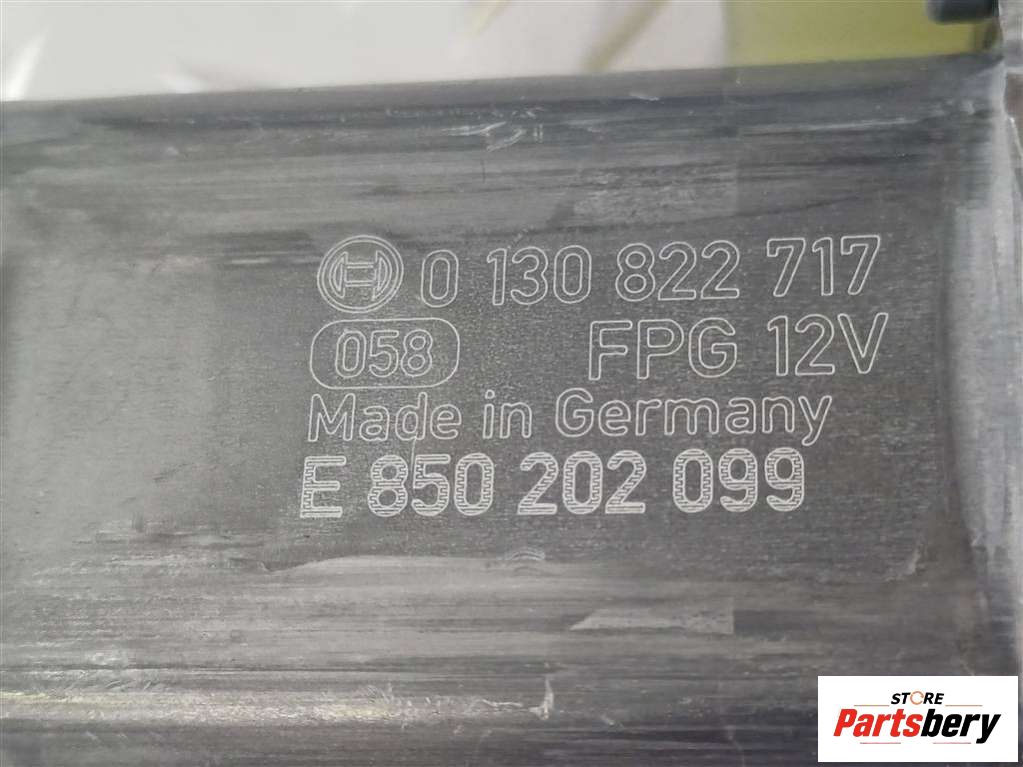 0 130 822 717
058 FPG 12V
Made in Germany
E 850 202 099
STORE
Partsbery